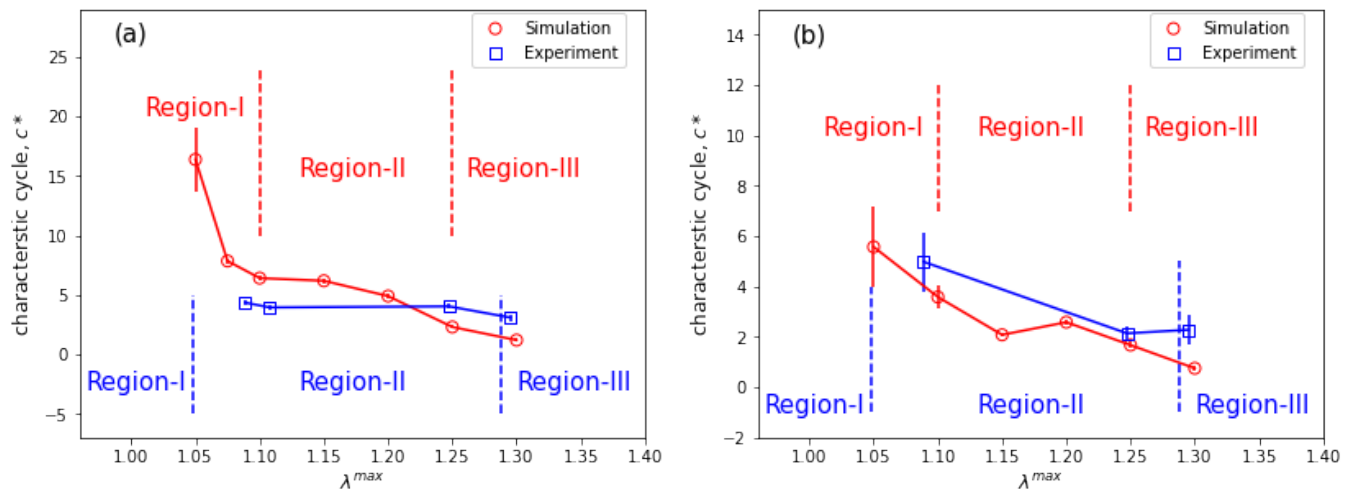 (a)
Simulation
Experiment
characterstic cycle, c*
25
20
15
10
5
0
−5
Region-I
Region-II
Region-III
Region-I
Region-II
Region-III
1.00 1.05 1.10 1.15 1.20 1.25 1.30 1.35 1.40
λ^max
(b)
Simulation
Experiment
characterstic cycle, c*
14
12
10
8
6
4
2
0
−2
Region-I
Region-II
Region-III
Region-I
Region-II
Region-III
1.00 1.05 1.10 1.15 1.20 1.25 1.30 1.35 1.40
λ^max